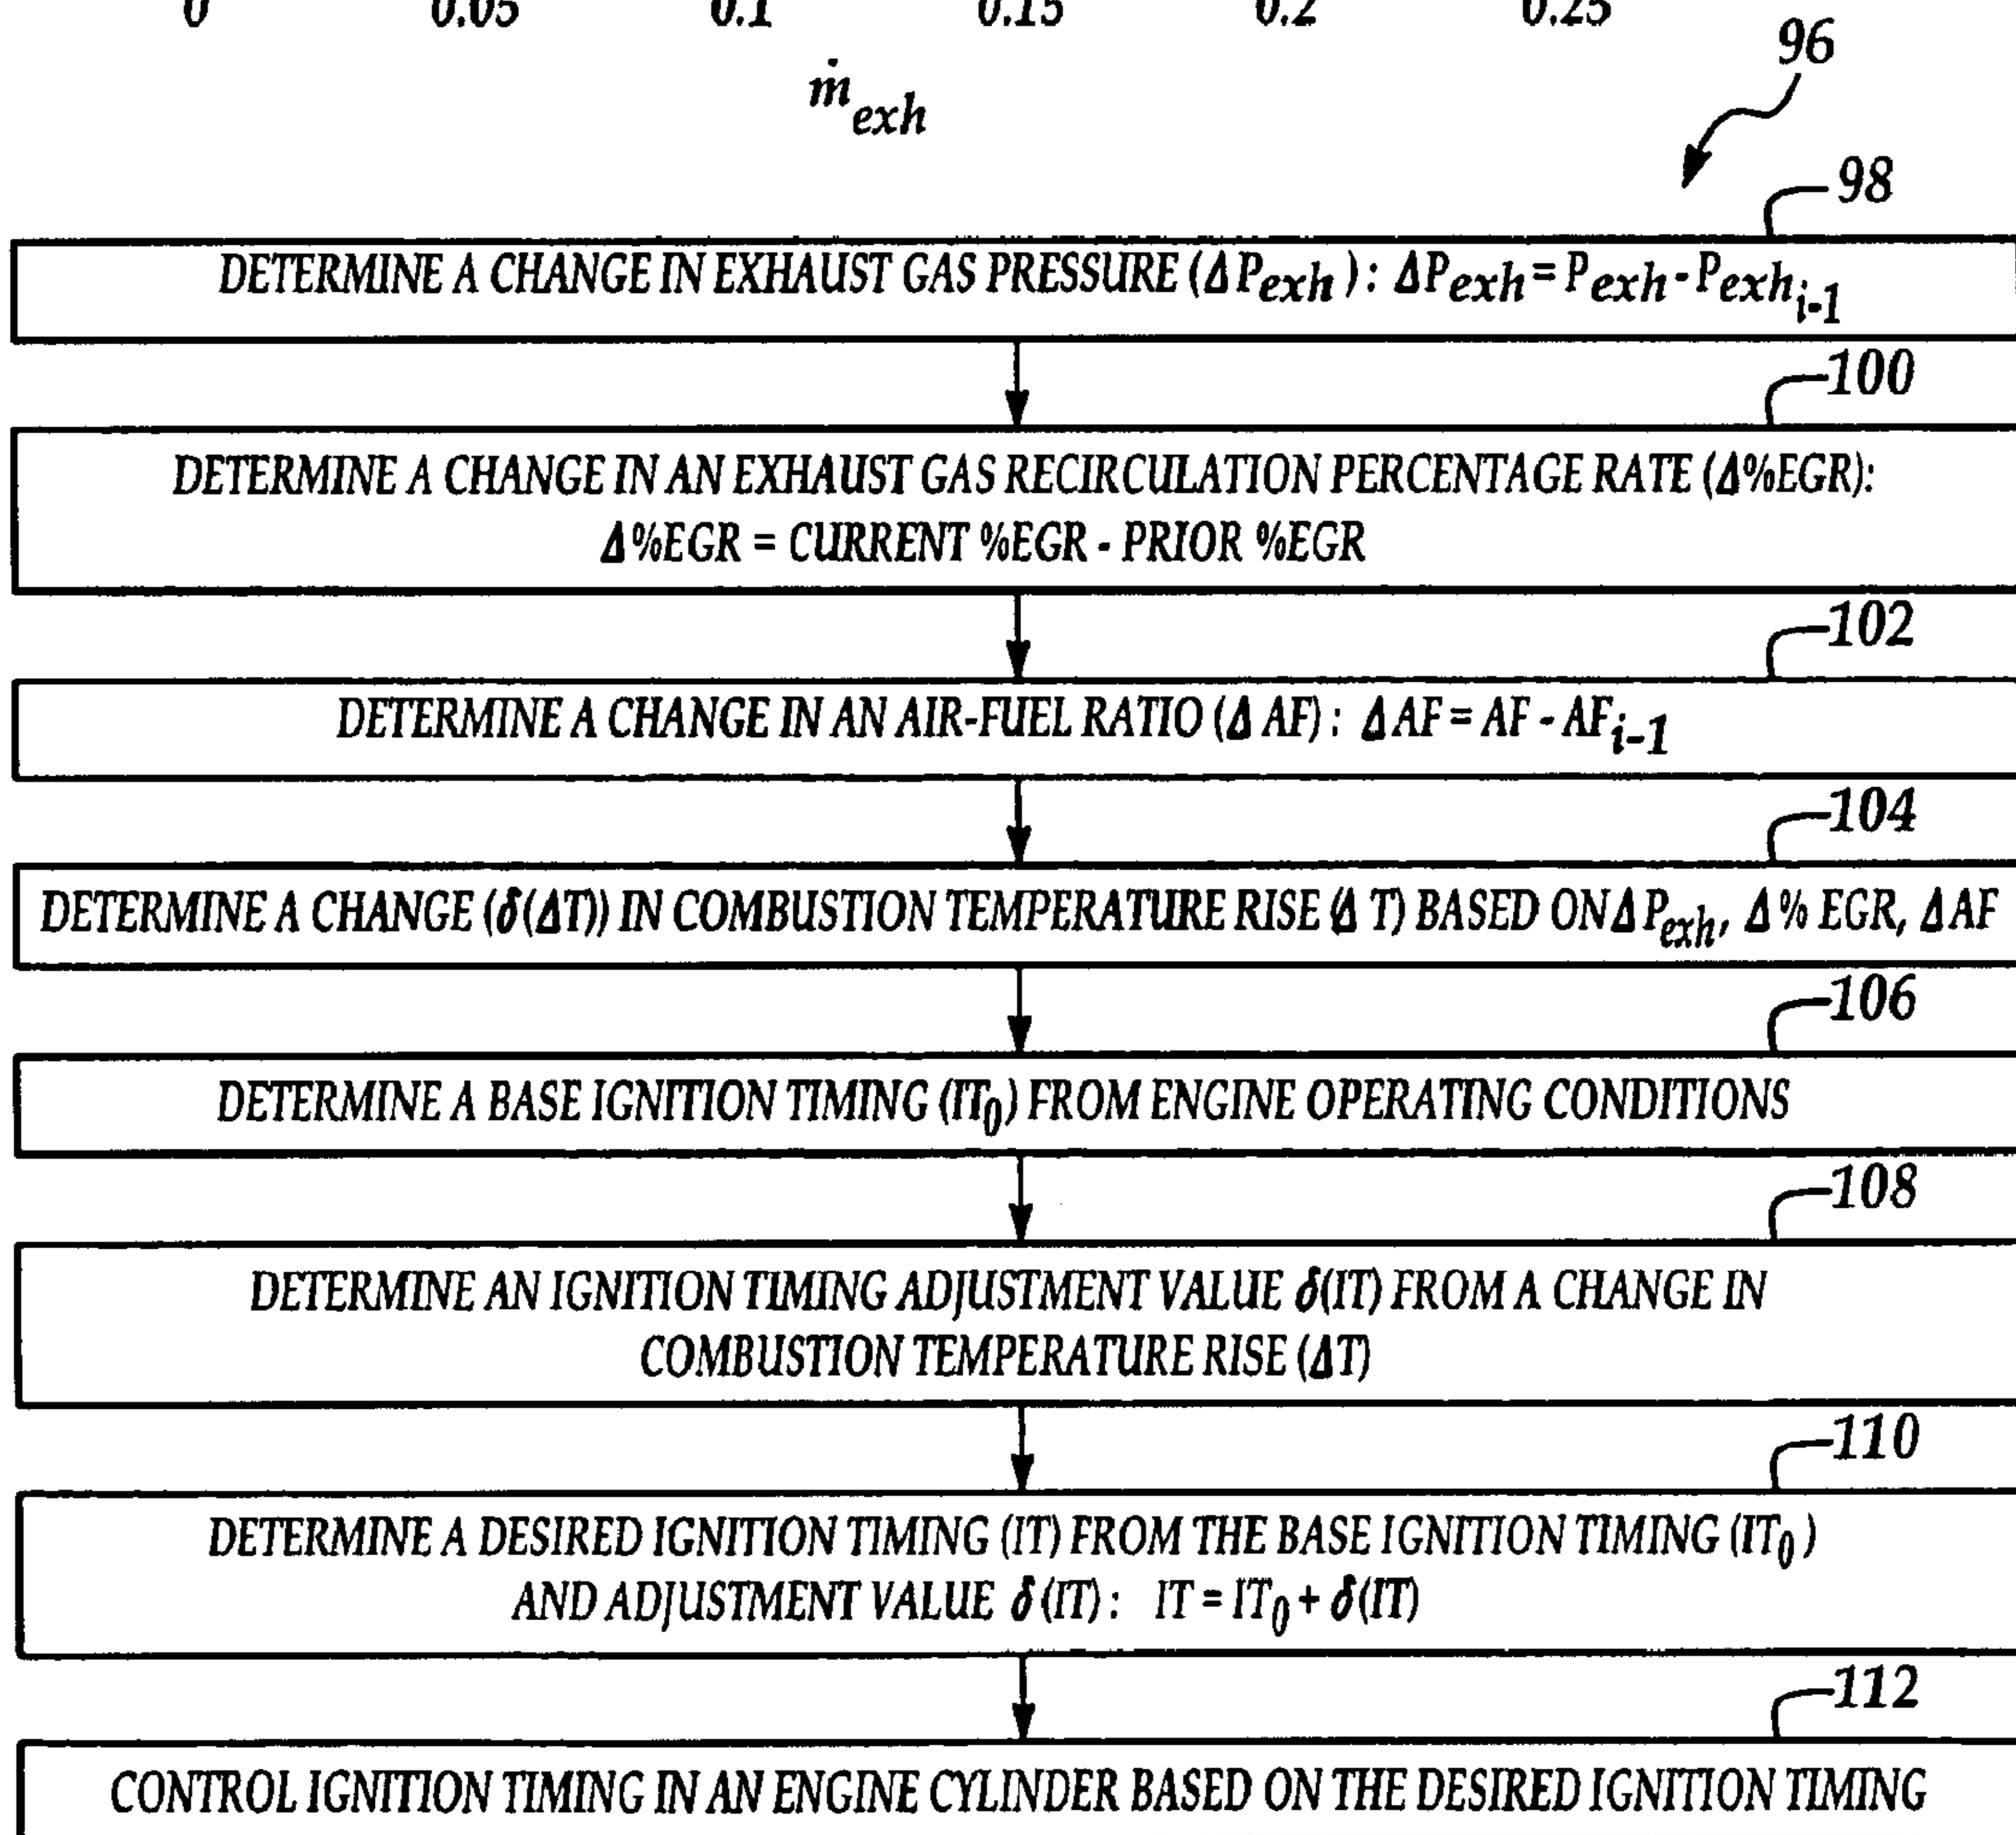 0 0.05 0.1 0.15 0.2 0.25
ṁexh
96
98
DETERMINE A CHANGE IN EXHAUST GAS PRESSURE (ΔPexh): ΔPexh = Pexh - Pexhi-1
100
DETERMINE A CHANGE IN AN EXHAUST GAS RECIRCULATION PERCENTAGE RATE (Δ%EGR):
Δ%EGR = CURRENT %EGR - PRIOR %EGR
102
DETERMINE A CHANGE IN AN AIR-FUEL RATIO (Δ AF): Δ AF = AF - AFi-1
104
DETERMINE A CHANGE (δ(ΔT)) IN COMBUSTION TEMPERATURE RISE (Δ T) BASED ON Δ Pexh, Δ% EGR, ΔAF
106
DETERMINE A BASE IGNITION TIMING (IT0) FROM ENGINE OPERATING CONDITIONS
108
DETERMINE AN IGNITION TIMING ADJUSTMENT VALUE δ(IT) FROM A CHANGE IN
COMBUSTION TEMPERATURE RISE (ΔT)
110
DETERMINE A DESIRED IGNITION TIMING (IT) FROM THE BASE IGNITION TIMING (IT0)
AND ADJUSTMENT VALUE δ(IT): IT = IT0 + δ(IT)
112
CONTROL IGNITION TIMING IN AN ENGINE CYLINDER BASED ON THE DESIRED IGNITION TIMING